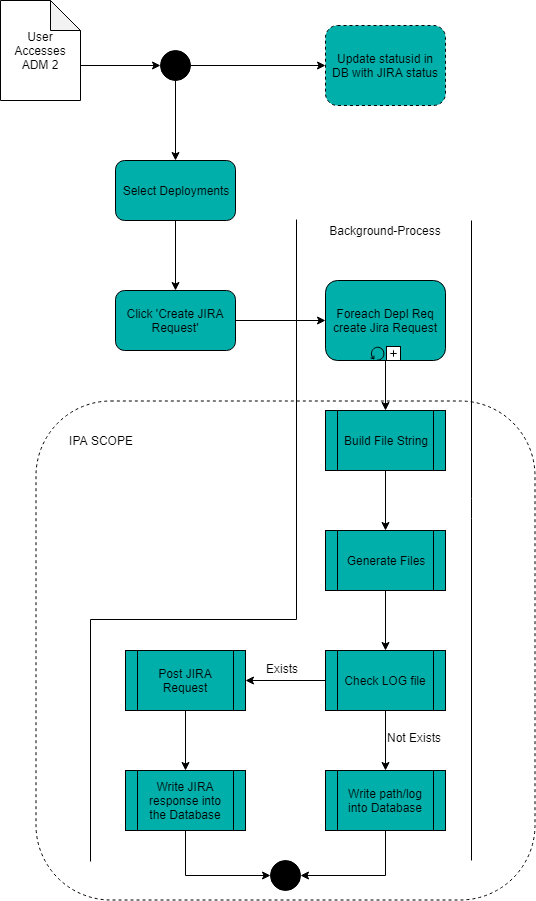 User
Accesses
ADM 2
Update statusid in
DB with JIRA status
Select Deployments
Background-Process
Click 'Create JIRA
Request'
Foreach Depl Req
create Jira Request
+
IPA SCOPE
Build File String
Generate Files
Post JIRA
Request
Exists
Check LOG file
Not Exists
Write JIRA
response into
the Database
Write path/log
into Database